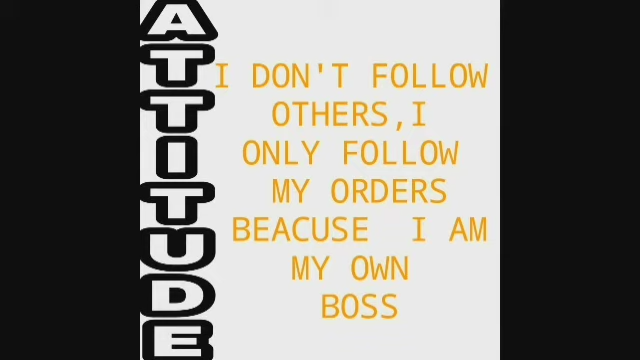 ATTITUDE
I DON'T FOLLOW
OTHERS,I
ONLY FOLLOW
MY ORDERS
BEACUSE I AM
MY OWN
BOSS